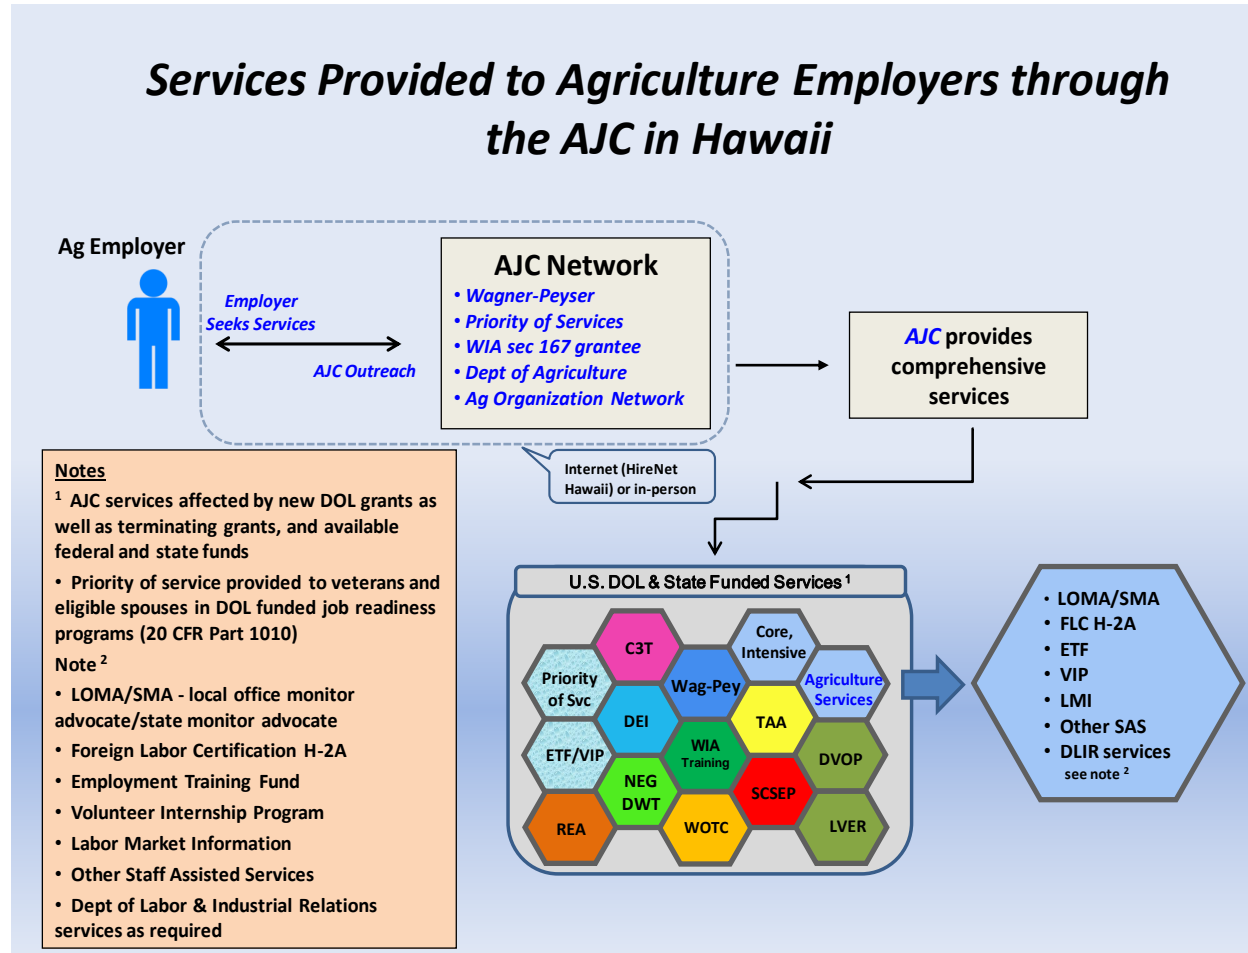 Services Provided to Agriculture Employers through
the AJC in Hawaii
Ag Employer
Employer
Seeks Services
AJC Outreach
AJC Network
• Wagner-Peyser
• Priority of Services
• WIA sec 167 grantee
• Dept of Agriculture
• Ag Organization Network
AJC provides
comprehensive
services
Internet (HireNet
Hawaii) or in-person
Notes
1 AJC services affected by new DOL grants as
well as terminating grants, and available
federal and state funds
• Priority of service provided to veterans and
eligible spouses in DOL funded job readiness
programs (20 CFR Part 1010)
Note 2
• LOMA/SMA - local office monitor
advocate/state monitor advocate
• Foreign Labor Certification H-2A
• Employment Training Fund
• Volunteer Internship Program
• Labor Market Information
• Other Staff Assisted Services
• Dept of Labor & Industrial Relations
services as required
U.S. DOL & State Funded Services 1
C3T
Core,
Intensive
Priority
of Svc
Wag-Pey
Agriculture
Services
DEI
TAA
ETF/VIP
WIA
Training
DVOP
NEG
DWT
SCSEP
REA
WOTC
LVER
• LOMA/SMA
• FLC H-2A
• ETF
• VIP
• LMI
• Other SAS
• DLIR services
see note 2